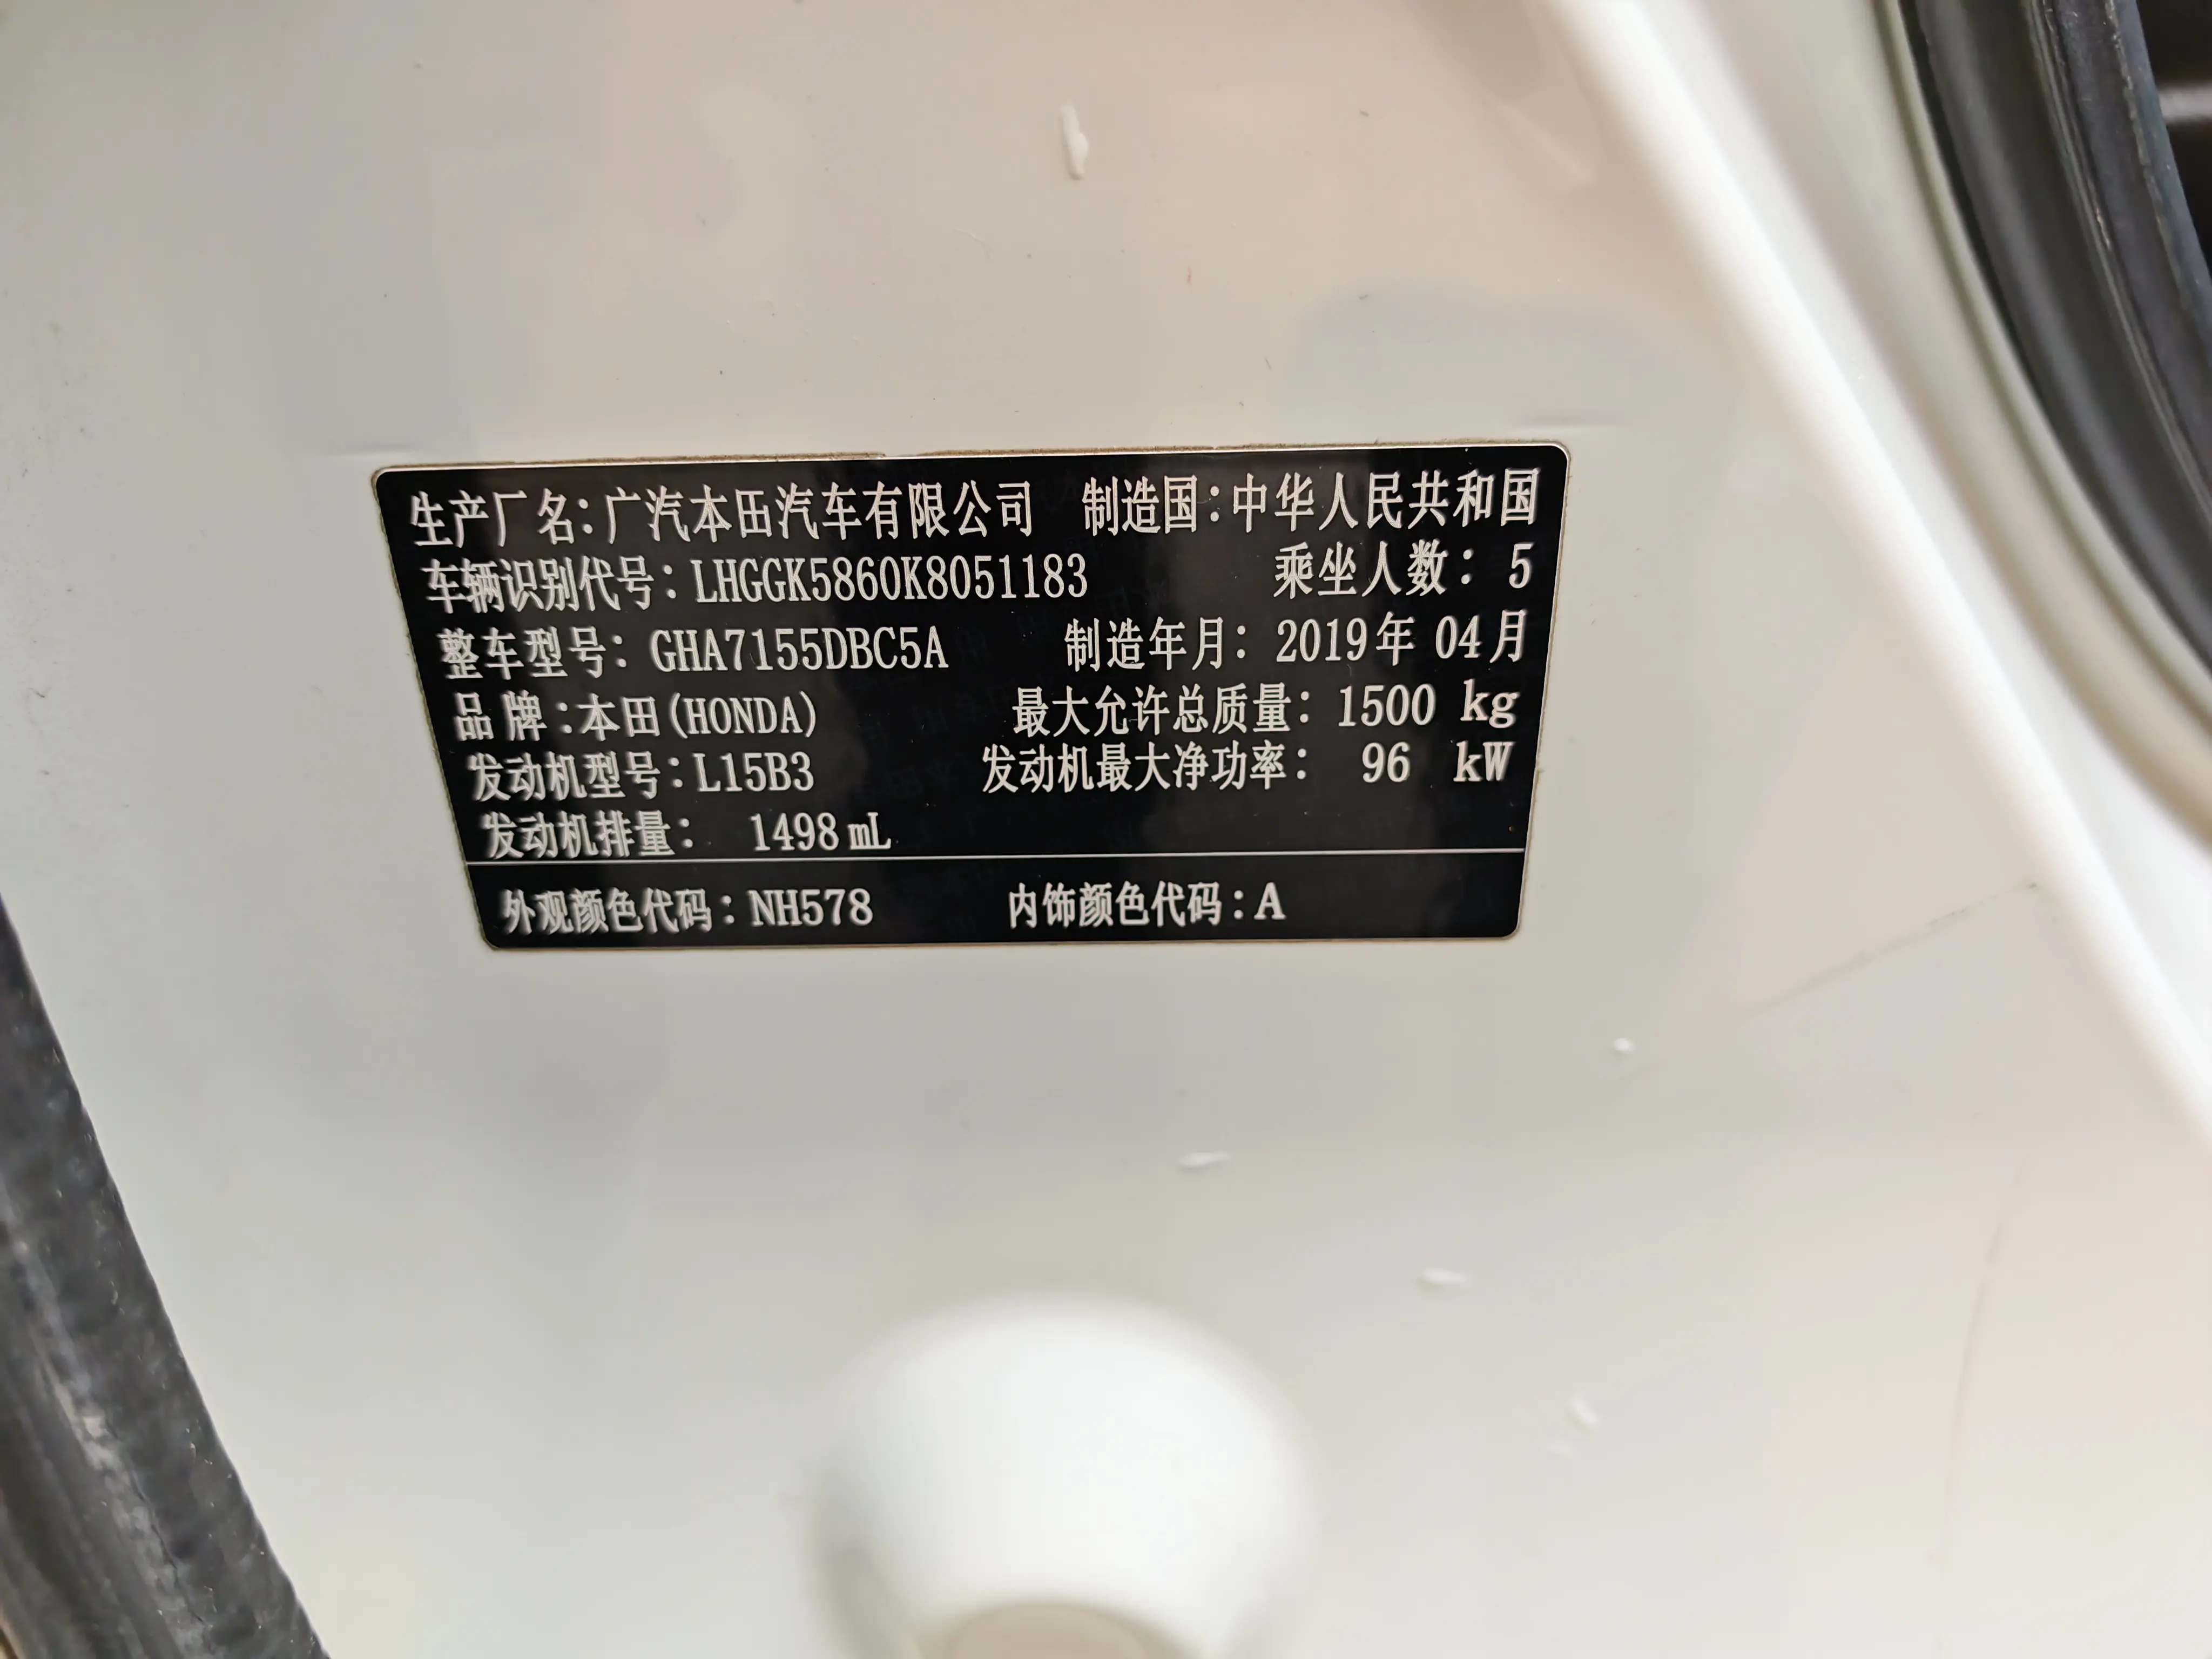 生产厂名:广汽本田汽车有限公司 制造国:中华人民共和国
车辆识别代号:LHGGK5860K8051183 乘坐人数: 5
整车型号: GHA7155DBC5A 制造年月: 2019年 04月
品 牌:本田(HONDA) 最大允许总质量: 1500 kg
发动机型号:L15B3 发动机最大净功率: 96 kW
发动机排量: 1498 mL
外观颜色代码:NH578 内饰颜色代码:A